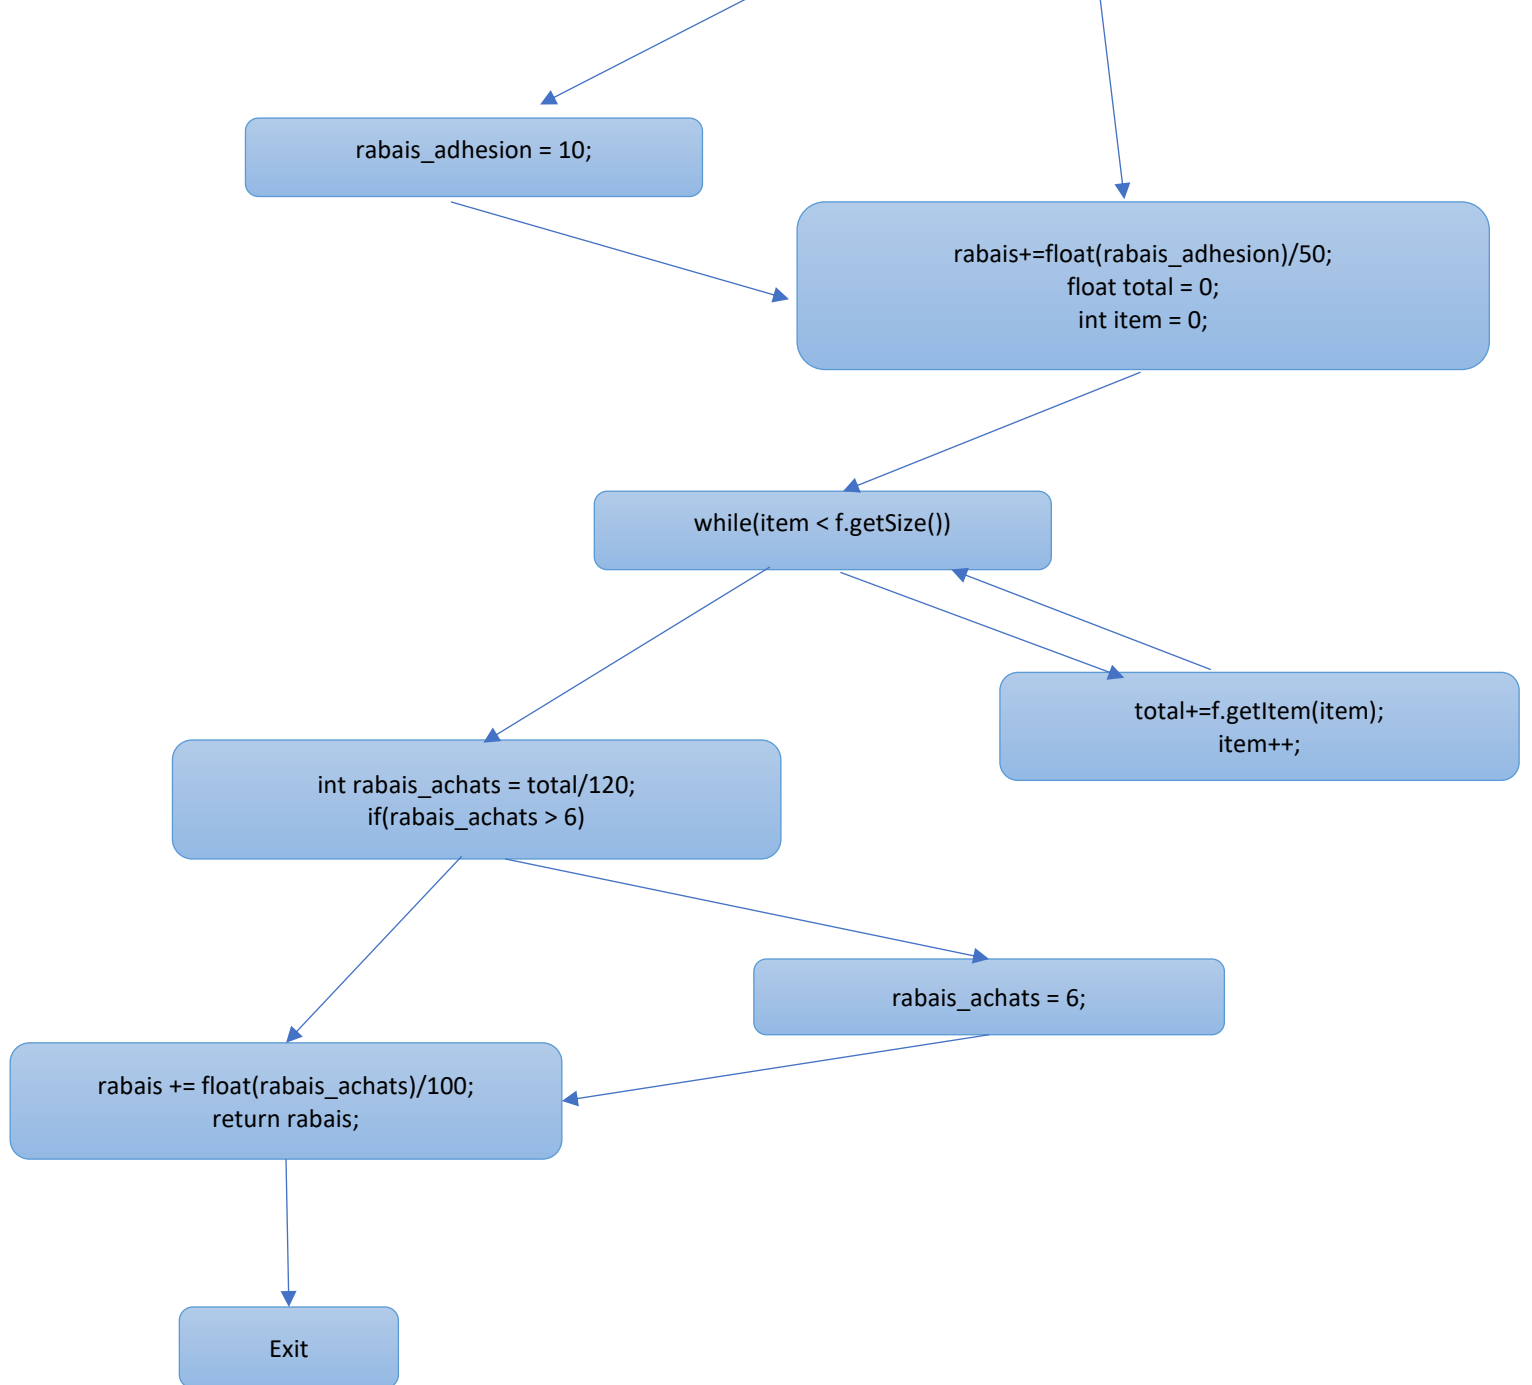 rabais_adhesion = 10;
rabais+=float(rabais_adhesion)/50;
float total = 0;
int item = 0;
while(item < f.getSize())
total+=f.getItem(item);
item++;
int rabais_achats = total/120;
if(rabais_achats > 6)
rabais_achats = 6;
rabais += float(rabais_achats)/100;
return rabais;
Exit